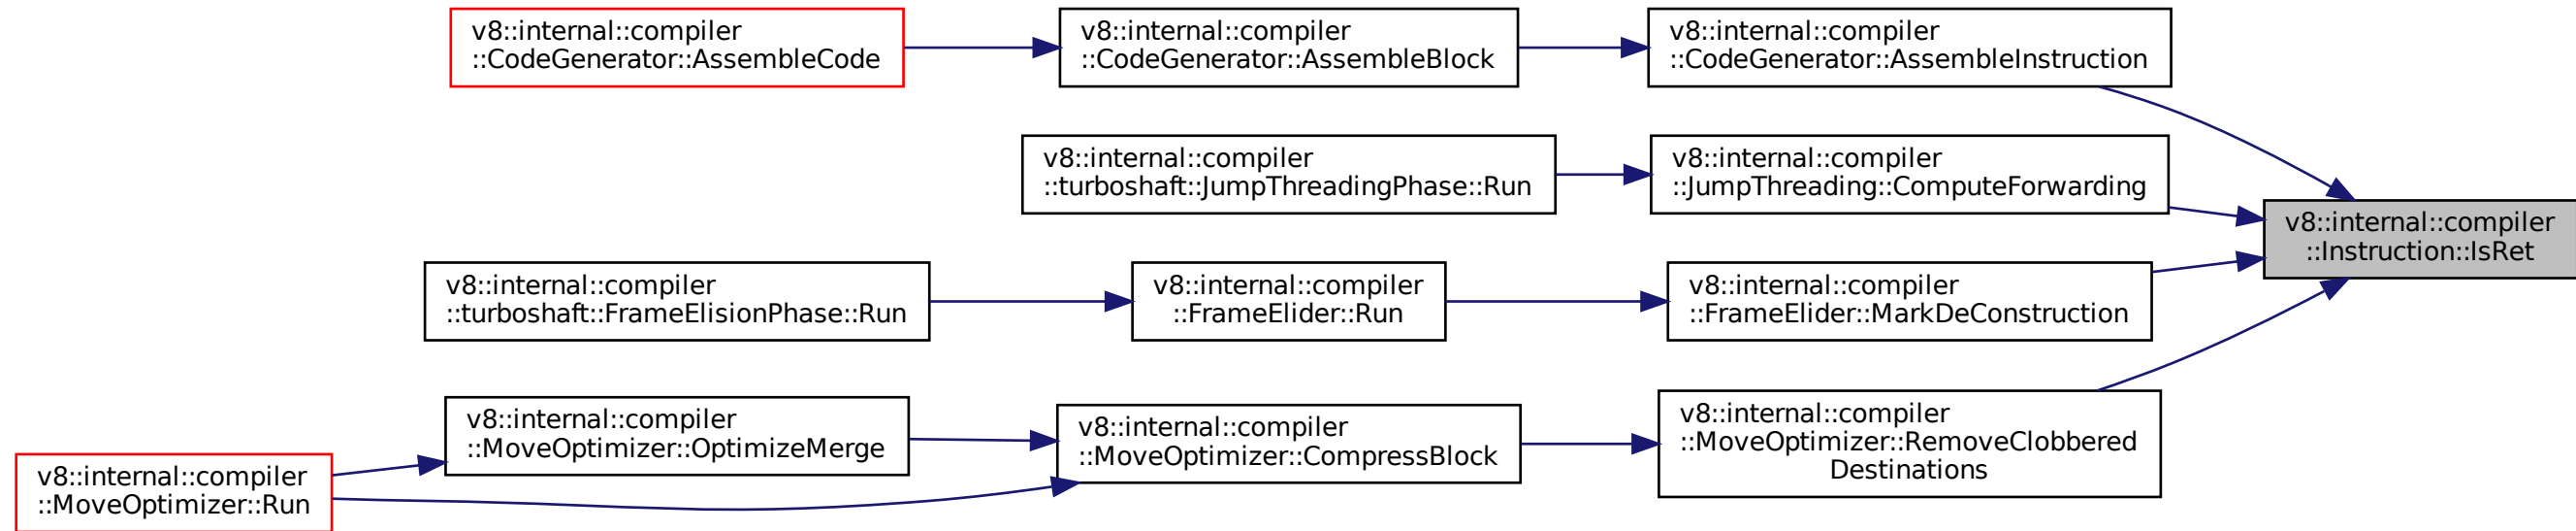 v8::internal::compiler
::CodeGenerator::AssembleCode
v8::internal::compiler
::CodeGenerator::AssembleBlock
v8::internal::compiler
::CodeGenerator::AssembleInstruction
v8::internal::compiler
::turboshaft::JumpThreadingPhase::Run
v8::internal::compiler
::JumpThreading::ComputeForwarding
v8::internal::compiler
::Instruction::IsRet
v8::internal::compiler
::turboshaft::FrameElisionPhase::Run
v8::internal::compiler
::FrameElider::Run
v8::internal::compiler
::FrameElider::MarkDeConstruction
v8::internal::compiler
::MoveOptimizer::Run
v8::internal::compiler
::MoveOptimizer::OptimizeMerge
v8::internal::compiler
::MoveOptimizer::CompressBlock
v8::internal::compiler
::MoveOptimizer::RemoveClobbered
Destinations